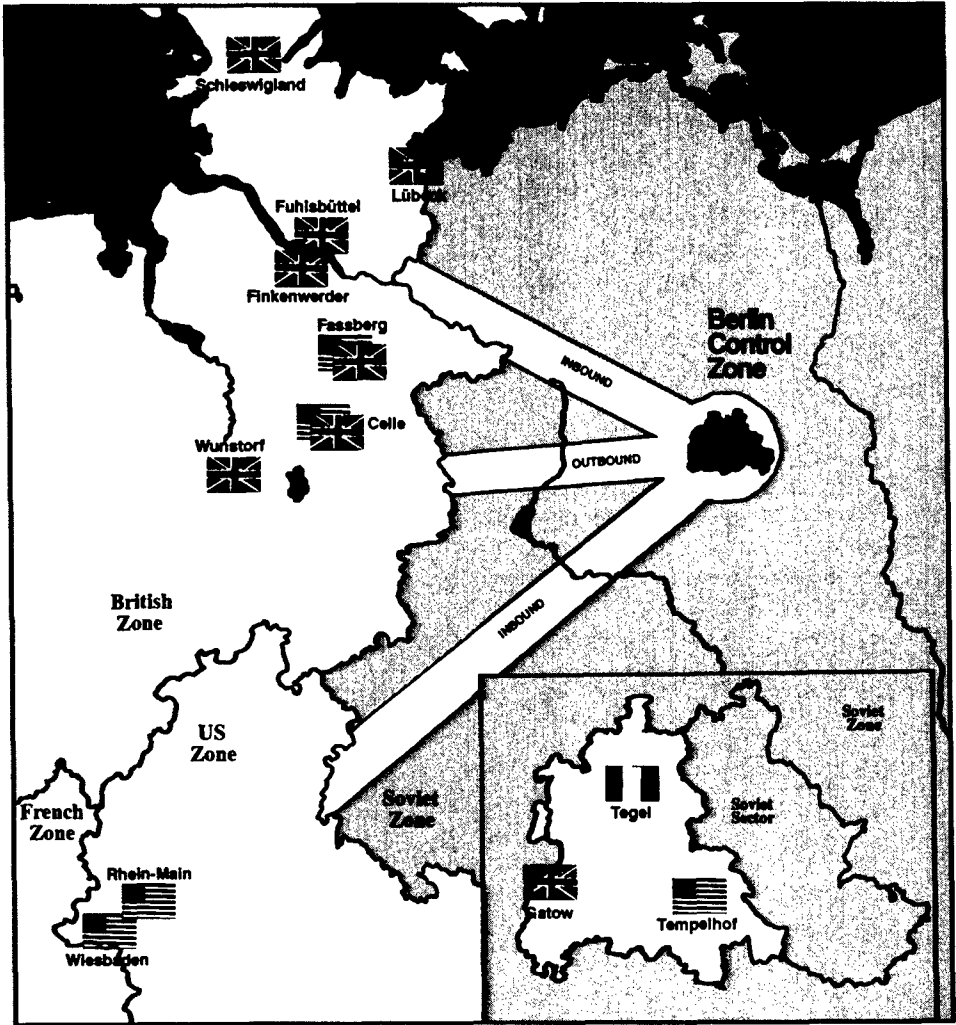 Schleswigland
Lübeck
Fuhlsbüttel
Finkenwerder
Fassberg
Berlin
Control
Zone
INBOUND
Celle
Wunstorf
OUTBOUND
INBOUND
British
Zone
US
Zone
French
Zone
Soviet
Zone
Rhein-Main
Wiesbaden
Soviet
Zone
Tegel
Soviet
Sector
Gatow
Tempelhof